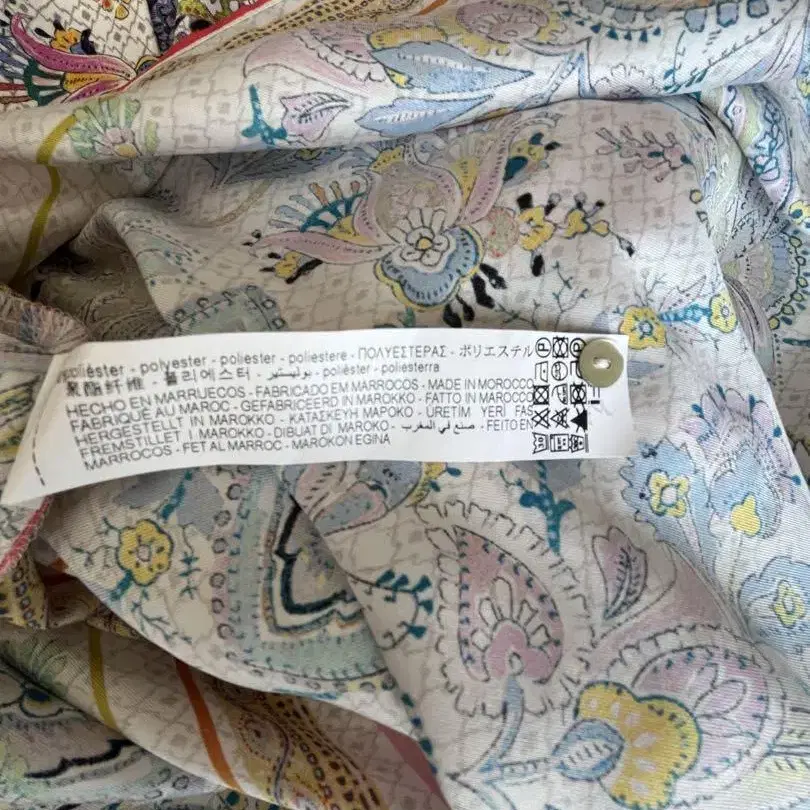 poliéster - polyester - poliester - poliestere - ΠΟΛΥΕΣΤΕΡΑΣ - ポリエステル
聚酯纤维 - 폴리에스터 - بوليستير - polièster - poliesterra
HECHO EN MARRUECOS - FABRICADO EM MARROCOS - MADE IN MOROCCO
FABRIQUÉ AU MAROC - GEFABRICEERD IN MAROKKO - FATTO IN MAROCCO
HERGESTELLT IN MAROKKO - ΚΑΤΑΣΚΕΥΗ ΜΑΡΟΚΟ - ÜRETİM YERİ FAS
FREMSTILLET I MAROKKO - DIBUAT DI MAROKO - صنع في المغرب - FEITO EN
MARROCOS - FET AL MARROC - MAROKON EGINA